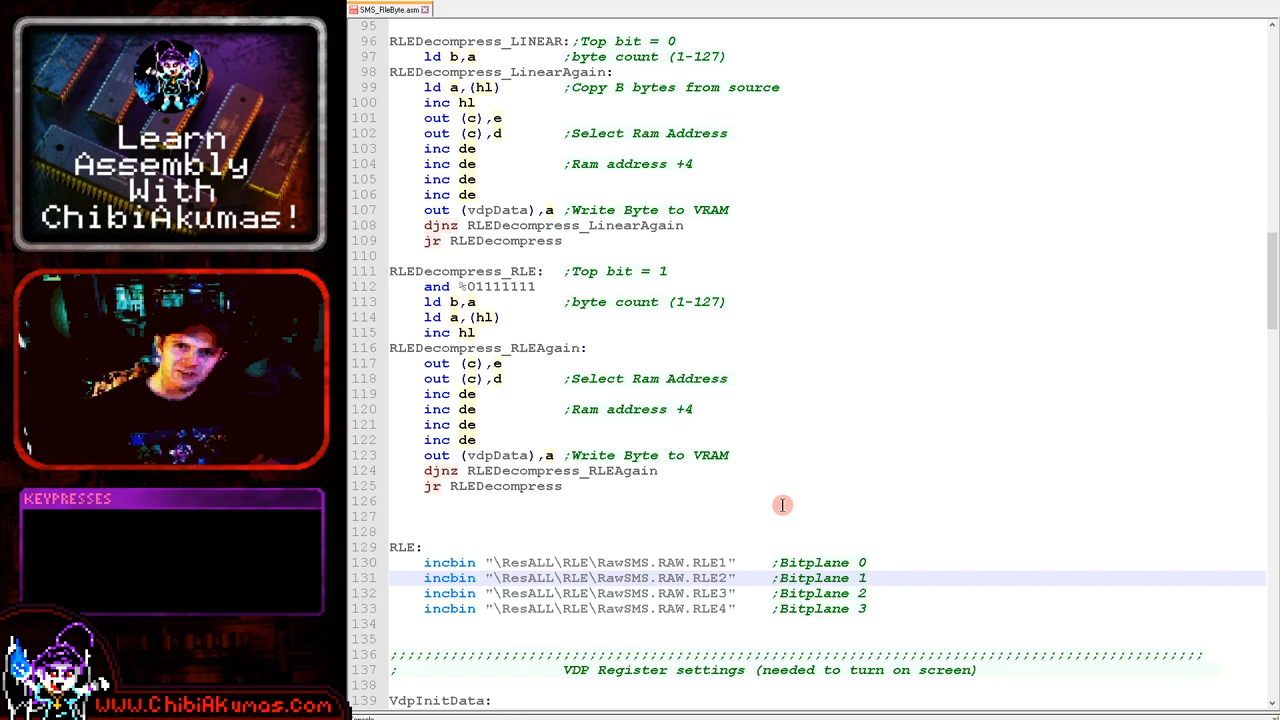 Learn
Assembly
With
ChibiAkumas!
KEYPRESSES
www.ChibiAkumas.com
SMS_RleByte.asm
95
96 RLEDecompress_LINEAR:;Top bit = 0
97 ld b,a ;byte count (1-127)
98 RLEDecompress_LinearAgain:
99 ld a,(hl) ;Copy B bytes from source
100 inc hl
101 out (c),e
102 out (c),d ;Select Ram Address
103 inc de
104 inc de ;Ram address +4
105 inc de
106 inc de
107 out (vdpData),a ;Write Byte to VRAM
108 djnz RLEDecompress_LinearAgain
109 jr RLEDecompress
110
111 RLEDecompress_RLE: ;Top bit = 1
112 and %01111111
113 ld b,a ;byte count (1-127)
114 ld a,(hl)
115 inc hl
116 RLEDecompress_RLEAgain:
117 out (c),e
118 out (c),d ;Select Ram Address
119 inc de
120 inc de ;Ram address +4
121 inc de
122 inc de
123 out (vdpData),a ;Write Byte to VRAM
124 djnz RLEDecompress_RLEAgain
125 jr RLEDecompress
126
127
128
129 RLE:
130 incbin "\ResALL\RLE\RawSMS.RAW.RLE1" ;Bitplane 0
131 incbin "\ResALL\RLE\RawSMS.RAW.RLE2" ;Bitplane 1
132 incbin "\ResALL\RLE\RawSMS.RAW.RLE3" ;Bitplane 2
133 incbin "\ResALL\RLE\RawSMS.RAW.RLE4" ;Bitplane 3
134
135
136 ;;;;;;;;;;;;;;;;;;;;;;;;;;;;;;;;;;;;;;;;;;;;;;;;;;;;;;;;;;;;;;;;;;;;;;;;;;;;;;;;;;;;;;;;;;;;;
137 ; VDP Register settings (needed to turn on screen)
138
139 VdpInitData: